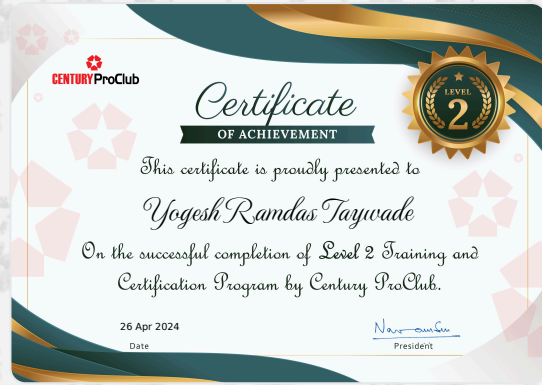 CENTURY ProClub
Certificate
OF ACHIEVEMENT
LEVEL
2
This certificate is proudly presented to
Yogesh Ramdas Taywade
On the successful completion of Level 2 Training and
Certification Program by Century ProClub.
26 Apr 2024
Date
President